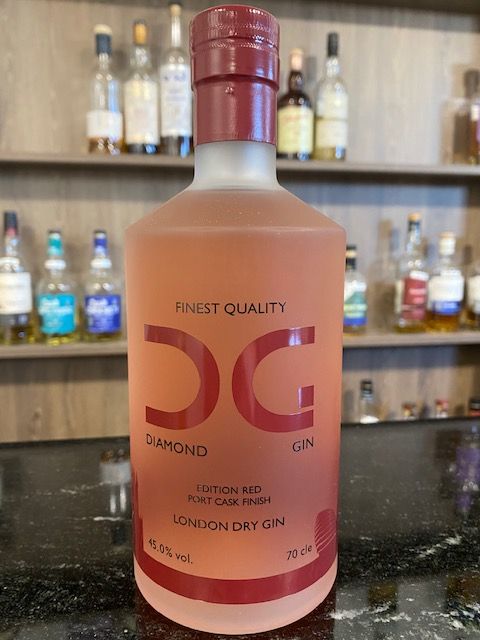 FINEST QUALITY
DG
DIAMOND GIN
EDITION RED
PORT CASK FINISH
LONDON DRY GIN
45.0% vol. 70 cle